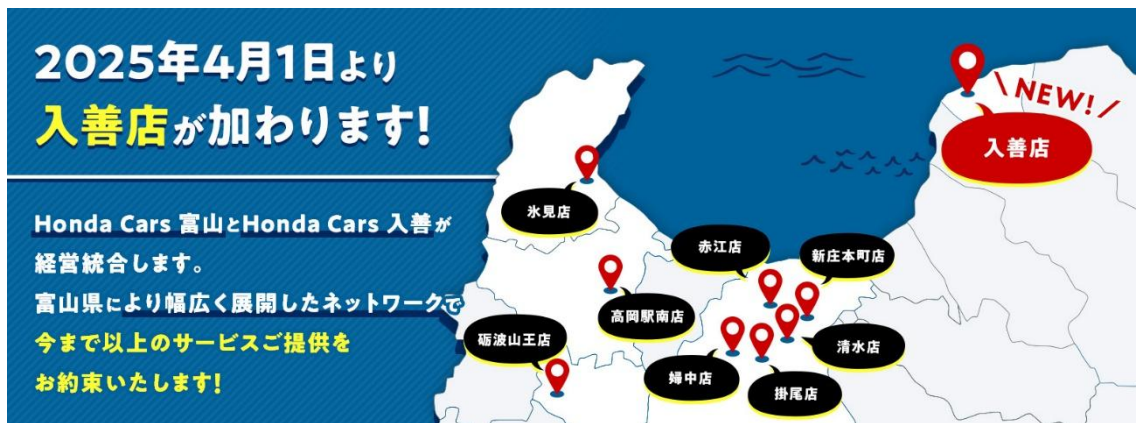 2025年4月1日より
入善店が加わります!
Honda Cars 富山とHonda Cars 入善が
経営統合します。
富山県により幅広く展開したネットワークで
今まで以上のサービスご提供を
お約束いたします!
NEW!
入善店
氷見店
赤江店
新庄本町店
高岡駅南店
砺波山王店
清水店
婦中店
掛尾店